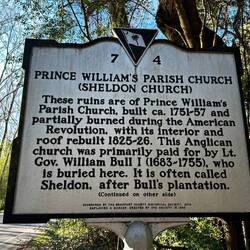 7 4
PRINCE WILLIAM'S PARISH CHURCH
(SHELDON CHURCH)
These ruins are of Prince William's
Parish Church, built ca. 1751-57 and
partially burned during the American
Revolution, with its interior and
roof rebuilt 1825-26. This Anglican
church was primarily paid for by Lt.
Gov. William Bull I (1683-1755), who
is buried here. It is often called
Sheldon, after Bull's plantation.
(Continued on other side)